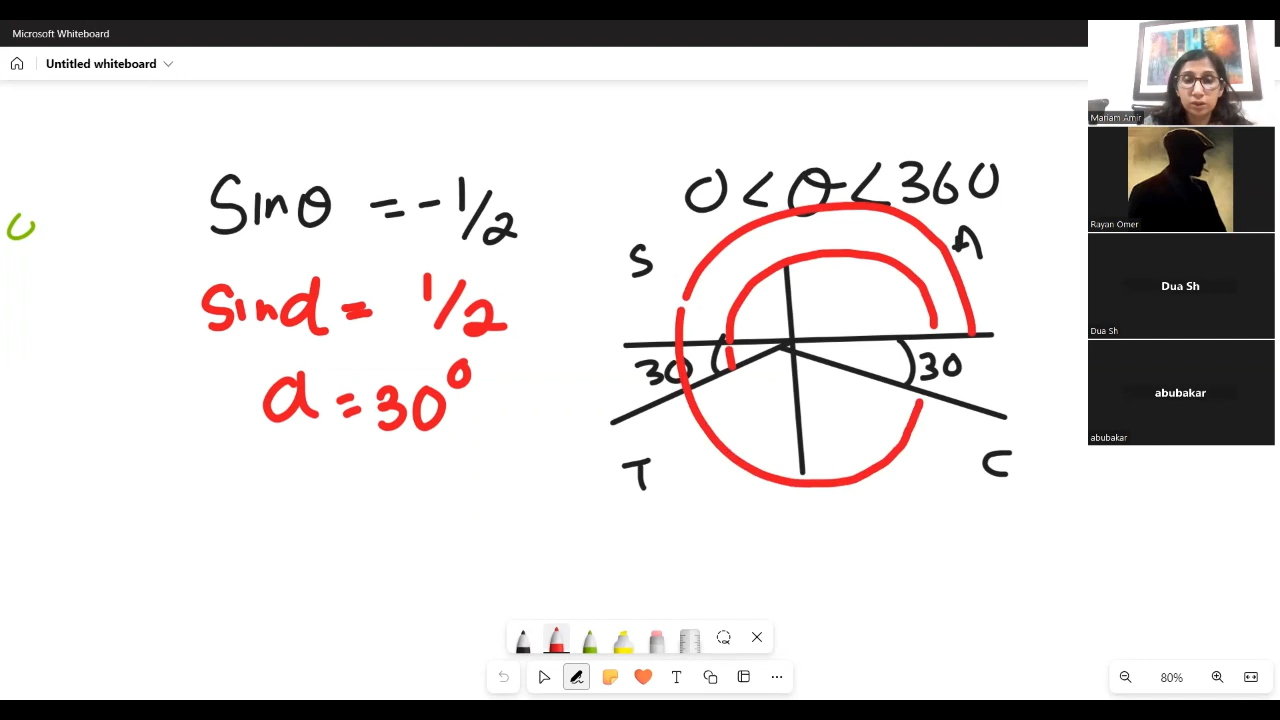 Microsoft Whiteboard
Untitled whiteboard
Sinθ = -1/2
0 < θ < 360
S
A
sinα = 1/2
30
30
α = 30°
T
C
Mariam Amir
Rayan Omer
Dua Sh
Dua Sh
abubakar
abubakar
T
80%